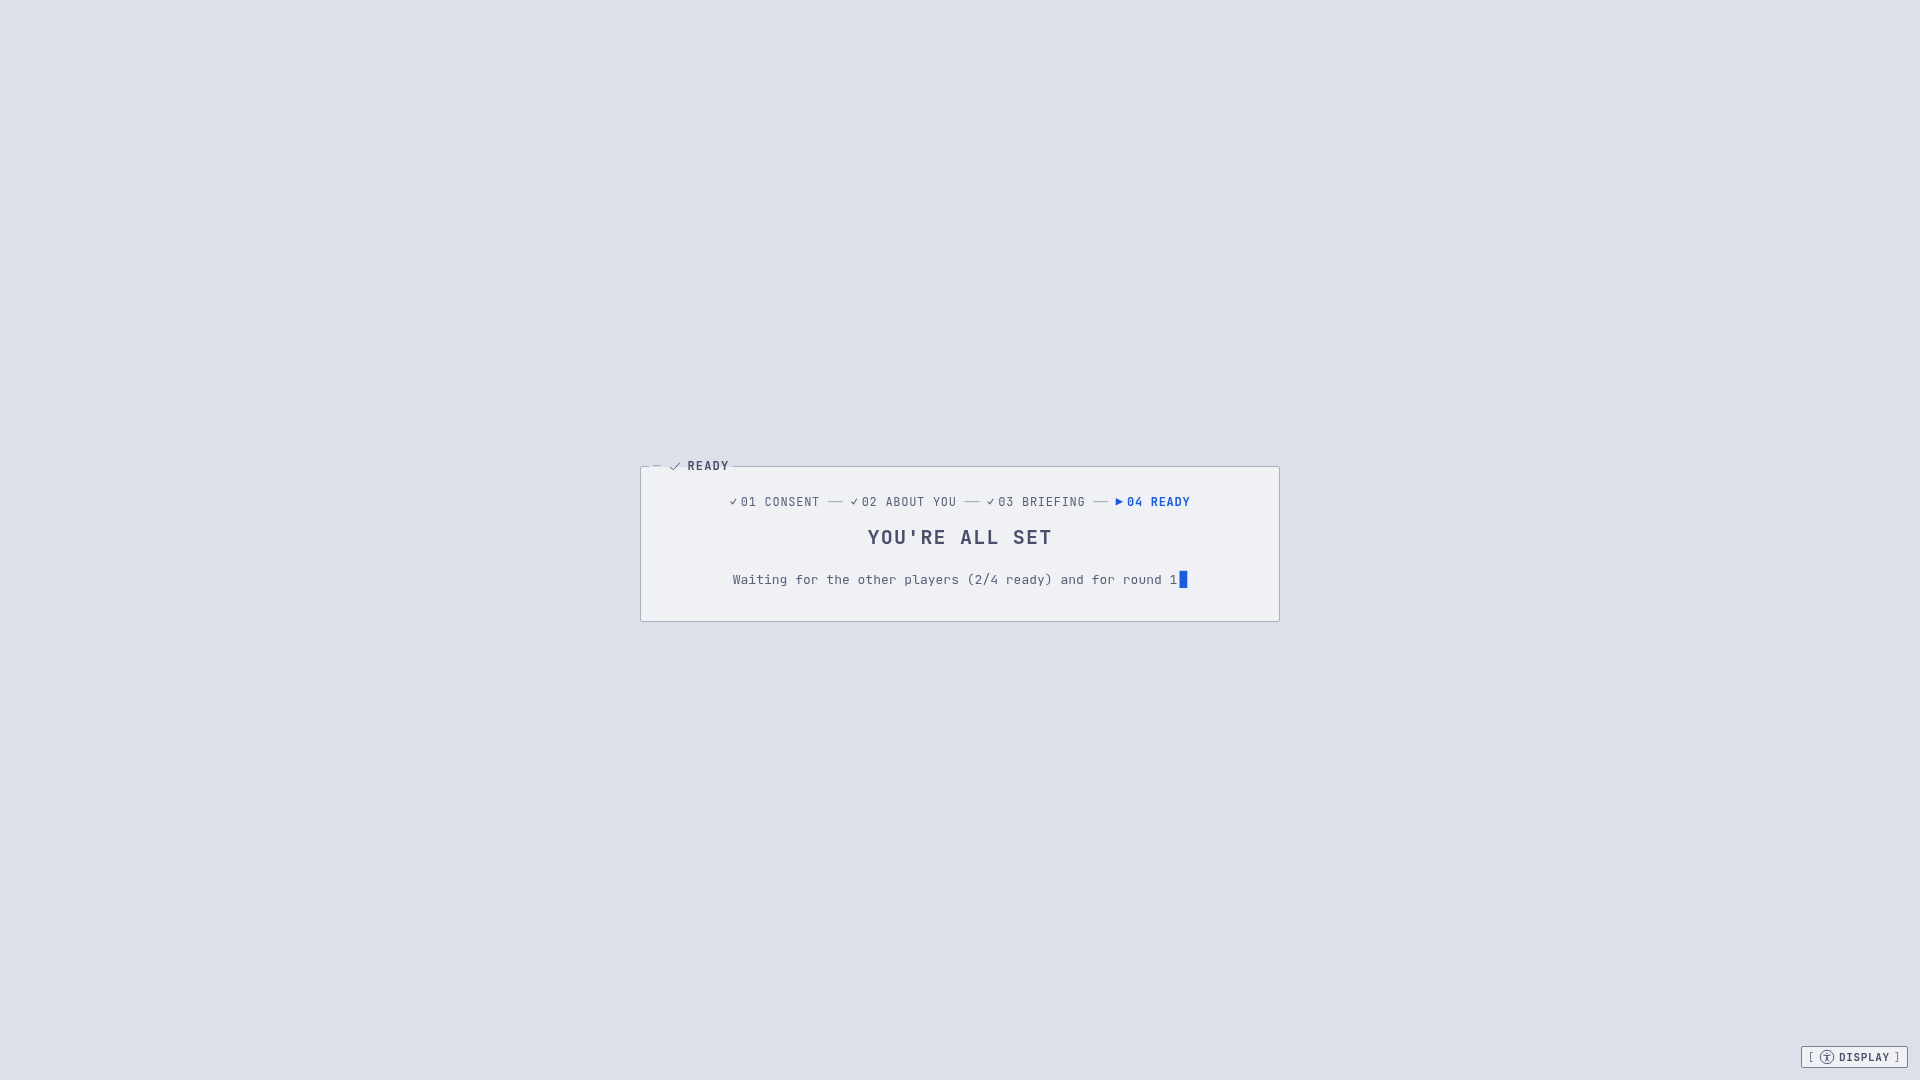 READY
✓ 01 CONSENT — ✓ 02 ABOUT YOU — ✓ 03 BRIEFING — ▶ 04 READY
YOU'RE ALL SET
Waiting for the other players (2/4 ready) and for round 1
[ DISPLAY ]